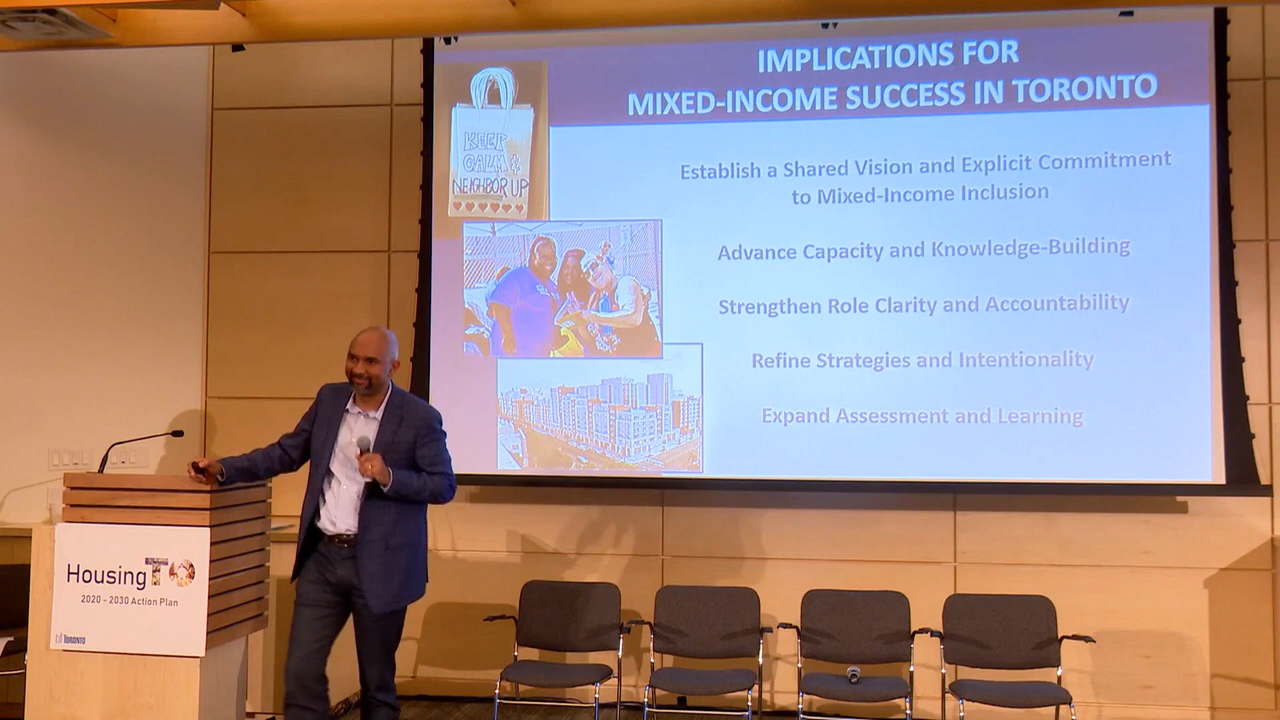 IMPLICATIONS FOR
MIXED-INCOME SUCCESS IN TORONTO
KEEP
CALM &
NEIGHBOR UP
Establish a Shared Vision and Explicit Commitment
to Mixed-Income Inclusion
Advance Capacity and Knowledge-Building
Strengthen Role Clarity and Accountability
Refine Strategies and Intentionality
Expand Assessment and Learning
HousingTO
2020 - 2030 Action Plan
TORONTO